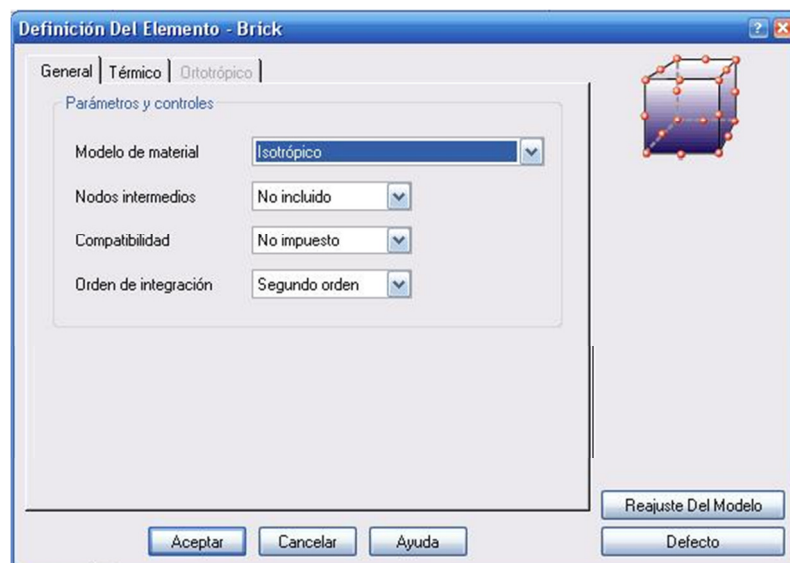 Definición Del Elemento - Brick
General Térmico Ortotrópico
Parámetros y controles
Modelo de material Isotrópico
Nodos intermedios No incluido
Compatibilidad No impuesto
Orden de integración Segundo orden
Reajuste Del Modelo
Aceptar Cancelar Ayuda Defecto